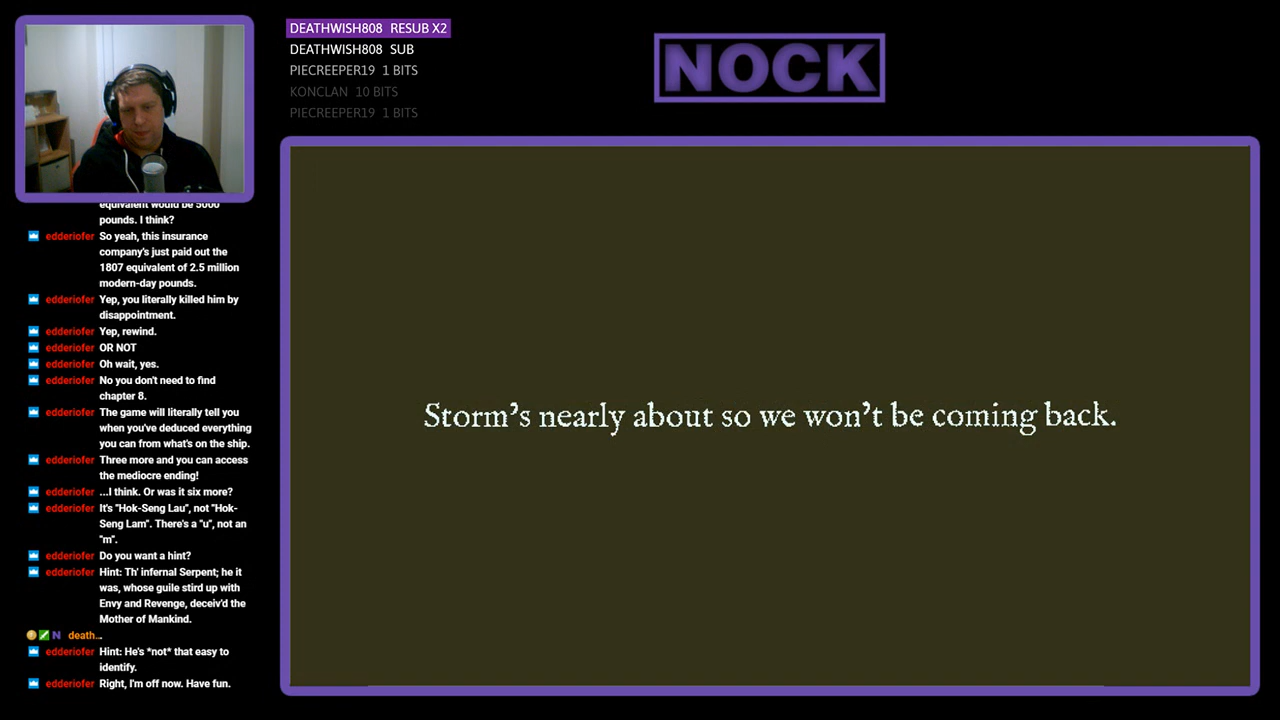 DEATHWISH808 RESUB X2
DEATHWISH808 SUB
PIECREEPER19 1 BITS
KONCLAN 10 BITS
PIECREEPER19 1 BITS
NOCK
equivalent would be 5000
pounds. I think?
edderiofer So yeah, this insurance
company's just paid out the
1807 equivalent of 2.5 million
modern-day pounds.
edderiofer Yep, you literally killed him by
disappointment.
edderiofer Yep, rewind.
edderiofer OR NOT
edderiofer Oh wait, yes.
edderiofer No you don't need to find
chapter 8.
edderiofer The game will literally tell you
when you've deduced everything
you can from what's on the ship.
edderiofer Three more and you can access
the mediocre ending!
edderiofer ...I think. Or was it six more?
edderiofer It's "Hok-Seng Lau", not "Hok-
Seng Lam". There's a "u", not an
"m".
edderiofer Do you want a hint?
edderiofer Hint: Th' infernal Serpent; he it
was, whose guile stird up with
Envy and Revenge, deceiv'd the
Mother of Mankind.
N death... .
edderiofer Hint: He's *not* that easy to
identify.
edderiofer Right, I'm off now. Have fun.
Storm's nearly about so we won't be coming back.